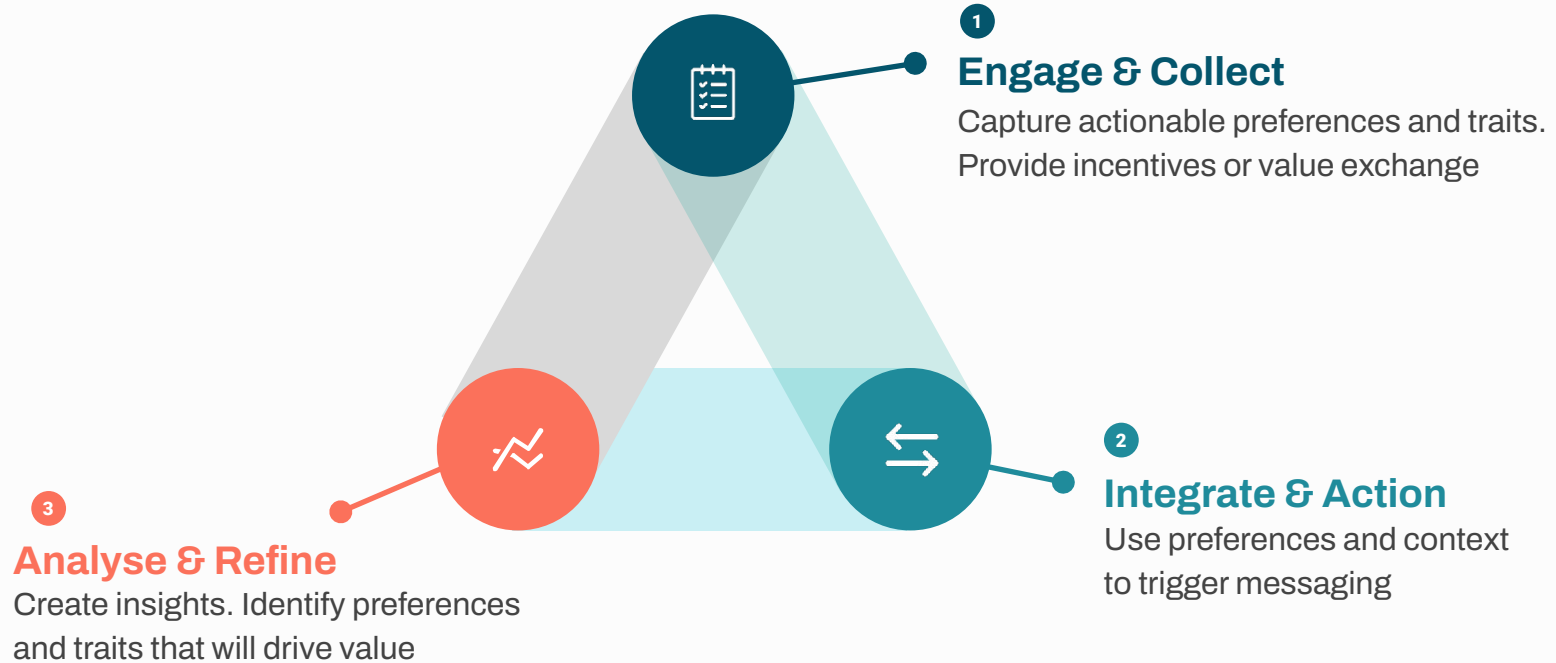 1
Engage & Collect
Capture actionable preferences and traits.
Provide incentives or value exchange
2
Integrate & Action
Use preferences and context
to trigger messaging
3
Analyse & Refine
Create insights. Identify preferences
and traits that will drive value